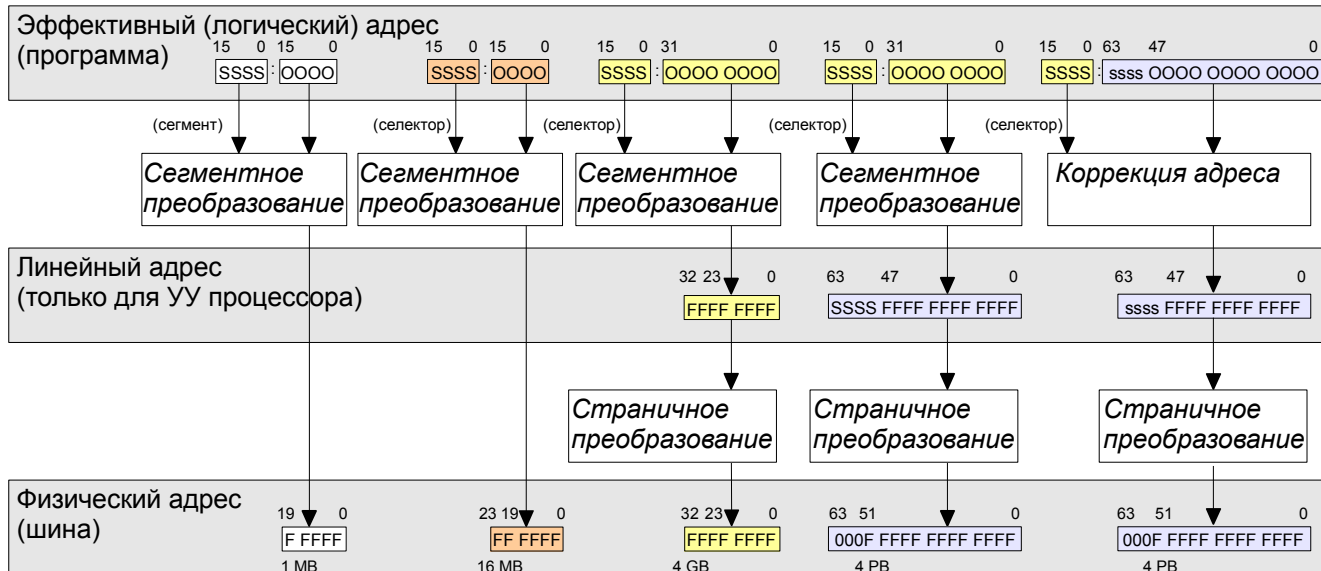 Эффективный (логический) адрес
(программа)
15 0 15 0 15 0 15 0 15 0 31 0 15 0 31 0 15 0 63 47 0
SSSS : OOOO SSSS : OOOO SSSS : OOOO OOOO SSSS : OOOO OOOO SSSS : ssss OOOO OOOO OOOO
(сегмент) (селектор) (селектор) (селектор) (селектор)
Сегментное Сегментное Сегментное Сегментное Коррекция адреса
преобразование преобразование преобразование преобразование
Линейный адрес
(только для УУ процессора)
32 23 0 63 47 0 63 47 0
FFFF FFFF SSSS FFFF FFFF FFFF ssss FFFF FFFF FFFF
Страничное Страничное Страничное
преобразование преобразование преобразование
Физический адрес
(шина)
19 0 23 19 0 32 23 0 63 51 0 63 51 0
F FFFF FF FFFF FFFF FFFF 000F FFFF FFFF FFFF 000F FFFF FFFF FFFF
1 MB 16 MB 4 GB 4 PB 4 PB